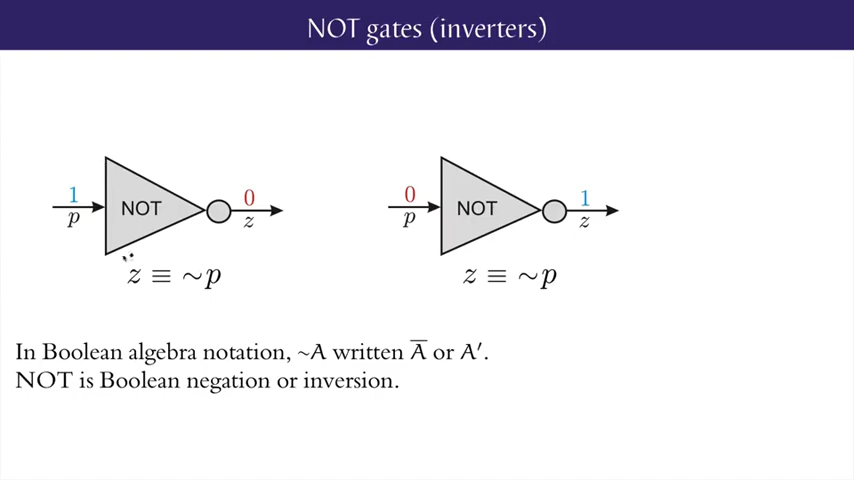 NOT gates (inverters)
1 0 0 1
NOT NOT
p z p z
z ≡ ∼p z ≡ ∼p
In Boolean algebra notation, ~A written A̅ or A′.
NOT is Boolean negation or inversion.